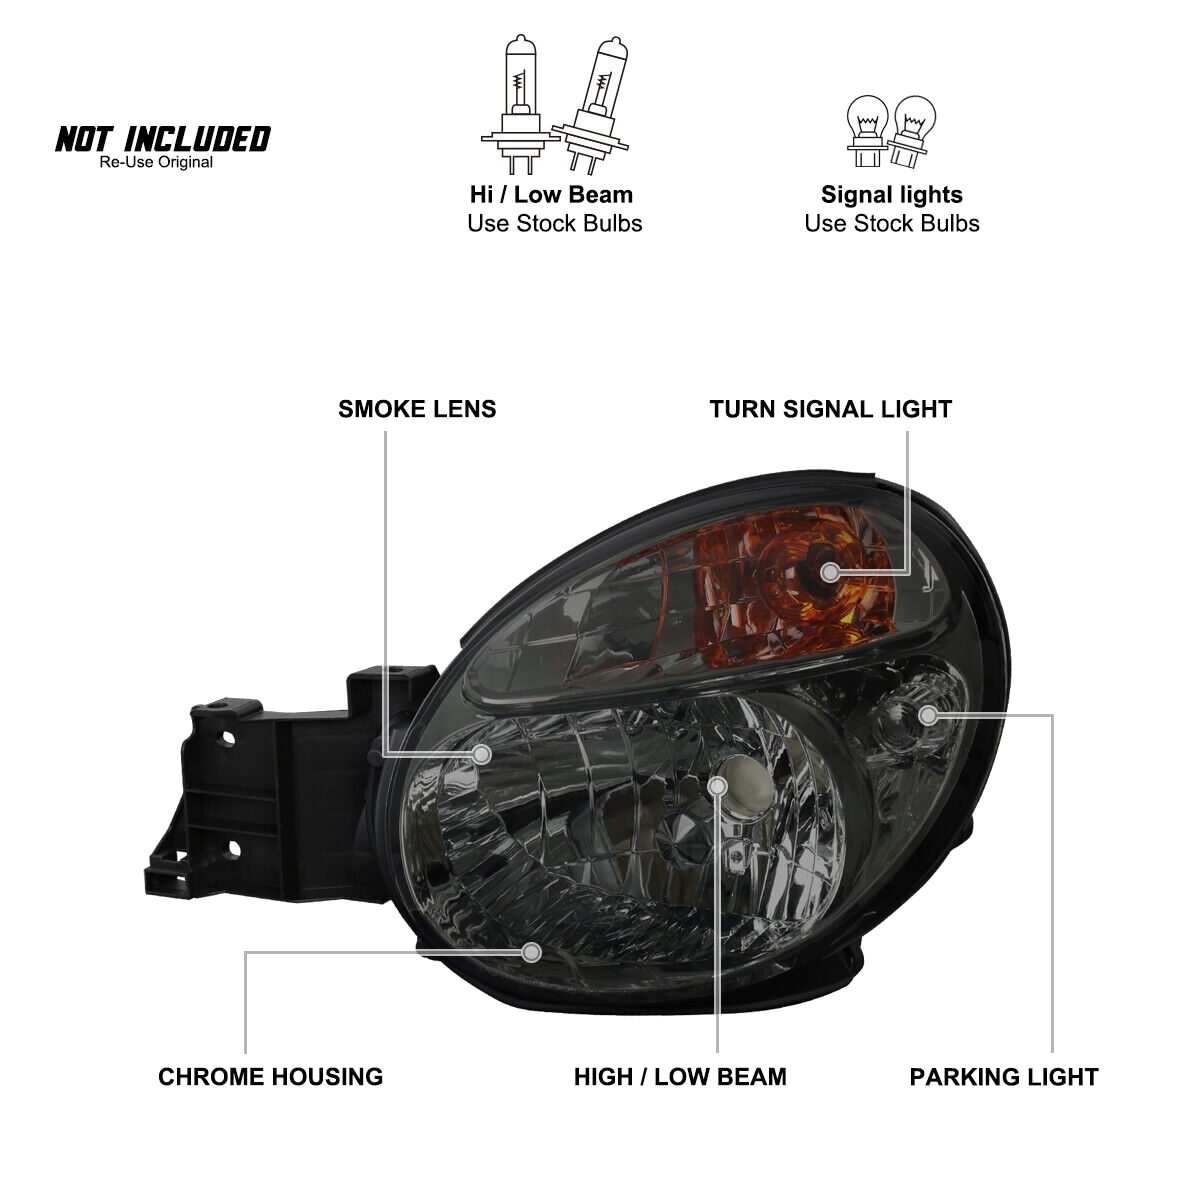 NOT INCLUDED
Re-Use Original
Hi / Low Beam
Use Stock Bulbs
Signal lights
Use Stock Bulbs
SMOKE LENS
TURN SIGNAL LIGHT
CHROME HOUSING
HIGH / LOW BEAM
PARKING LIGHT